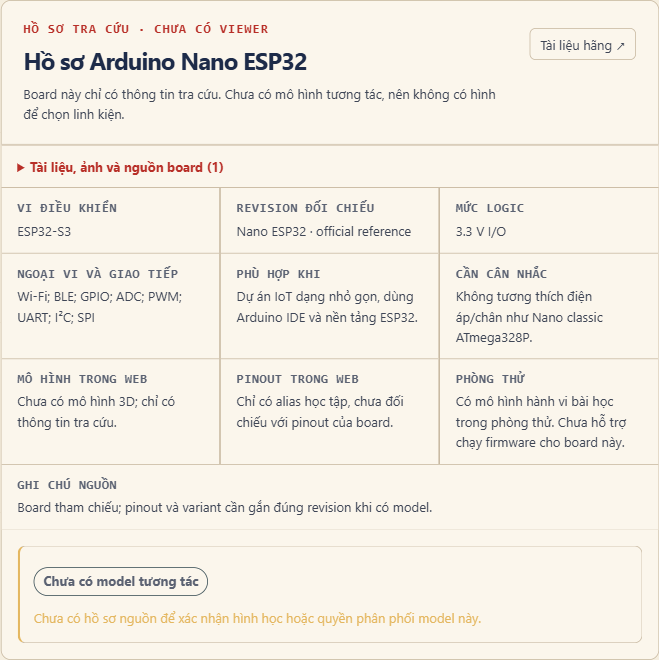 HỒ SƠ TRA CỨU · CHƯA CÓ VIEWER
Hồ sơ Arduino Nano ESP32
Tài liệu hãng ↗
Board này chỉ có thông tin tra cứu. Chưa có mô hình tương tác, nên không có hình
để chọn linh kiện.
▶ Tài liệu, ảnh và nguồn board (1)
VI ĐIỀU KHIỂN
ESP32-S3
REVISION ĐỐI CHIẾU
Nano ESP32 · official reference
MỨC LOGIC
3.3 V I/O
NGOẠI VI VÀ GIAO TIẾP
Wi-Fi; BLE; GPIO; ADC; PWM;
UART; I²C; SPI
PHÙ HỢP KHI
Dự án IoT dạng nhỏ gọn, dùng
Arduino IDE và nền tảng ESP32.
CẦN CÂN NHẮC
Không tương thích điện
áp/chân như Nano classic
ATmega328P.
MÔ HÌNH TRONG WEB
Chưa có mô hình 3D; chỉ có
thông tin tra cứu.
PINOUT TRONG WEB
Chỉ có alias học tập, chưa đối
chiếu với pinout của board.
PHÒNG THỬ
Có mô hình hành vi bài học
trong phòng thử. Chưa hỗ trợ
chạy firmware cho board này.
GHI CHÚ NGUỒN
Board tham chiếu; pinout và variant cần gắn đúng revision khi có model.
Chưa có model tương tác
Chưa có hồ sơ nguồn để xác nhận hình học hoặc quyền phân phối model này.